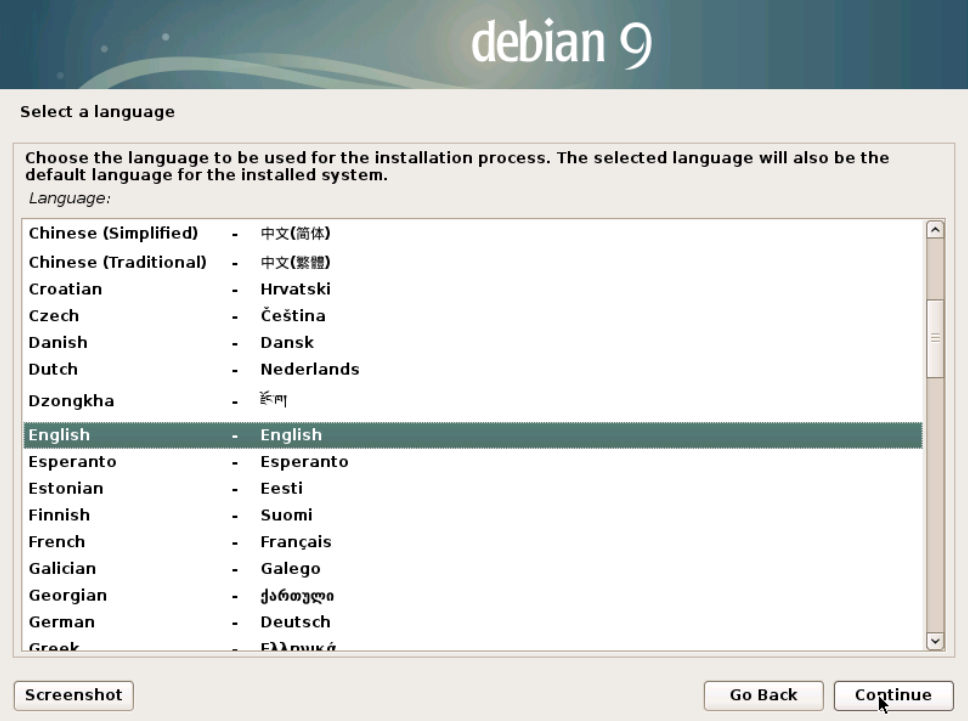 debian 9
Select a language
Choose the language to be used for the installation process. The selected language will also be the
default language for the installed system.
Language:
Chinese (Simplified) - 中文(简体)
Chinese (Traditional) - 中文(繁體)
Croatian - Hrvatski
Czech - Čeština
Danish - Dansk
Dutch - Nederlands
Dzongkha - རྫོང་ཁ།
English - English
Esperanto - Esperanto
Estonian - Eesti
Finnish - Suomi
French - Français
Galician - Galego
Georgian - ქართული
German - Deutsch
Greek - Ελληνικά
Screenshot Go Back Continue